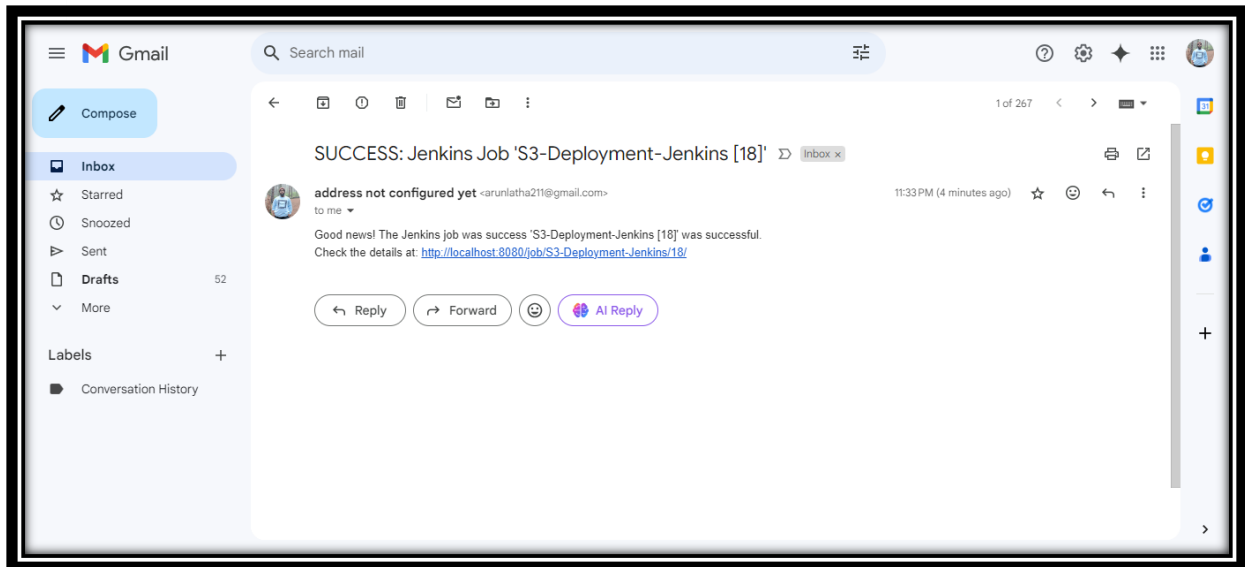 Gmail
Search mail
Compose
1 of 267
31
SUCCESS: Jenkins Job 'S3-Deployment-Jenkins [18]' Inbox x
Inbox
Starred
address not configured yet <arunlatha211@gmail.com>
11:33 PM (4 minutes ago)
to me
Snoozed
Good news! The Jenkins job was success 'S3-Deployment-Jenkins [18]' was successful.
Sent
Check the details at: http://localhost:8080/job/S3-Deployment-Jenkins/18/
Drafts 52
More
Reply
Forward
AI Reply
Labels
Conversation History